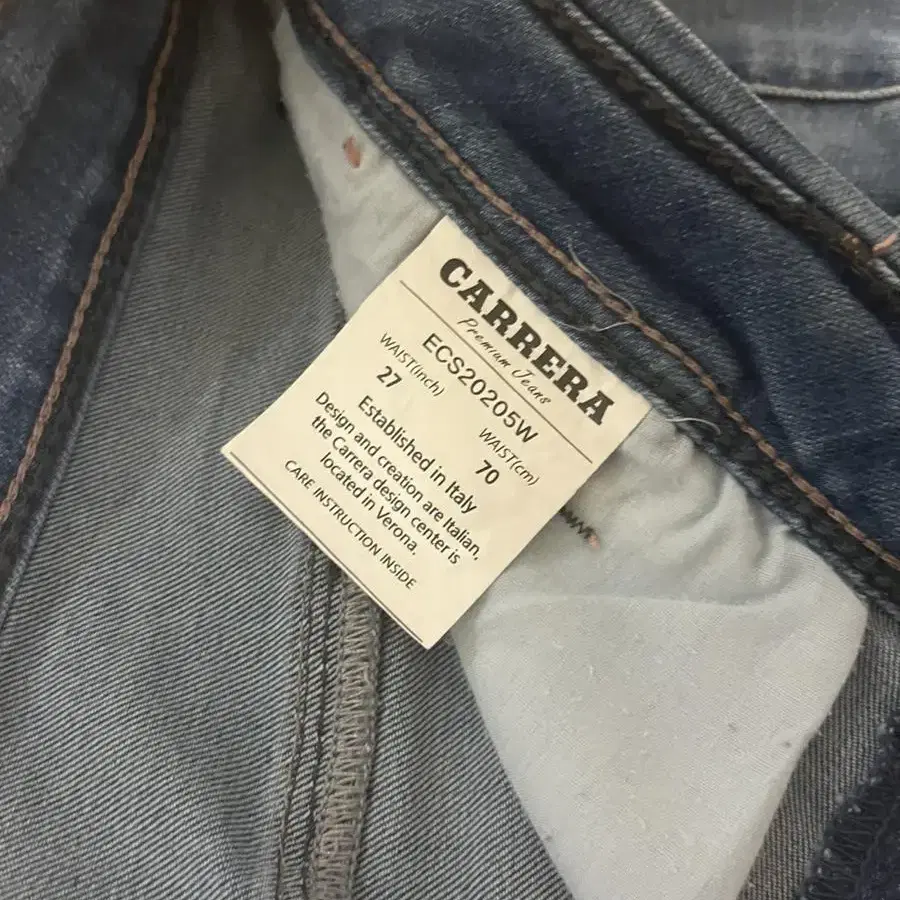 CARRERA
Premium Jeans
ECS20205W
WAIST(inch) WAIST(cm)
27 70
Established in Italy
Design and creation are Italian,
the Carrera design center is
located in Verona.
CARE INSTRUCTION INSIDE